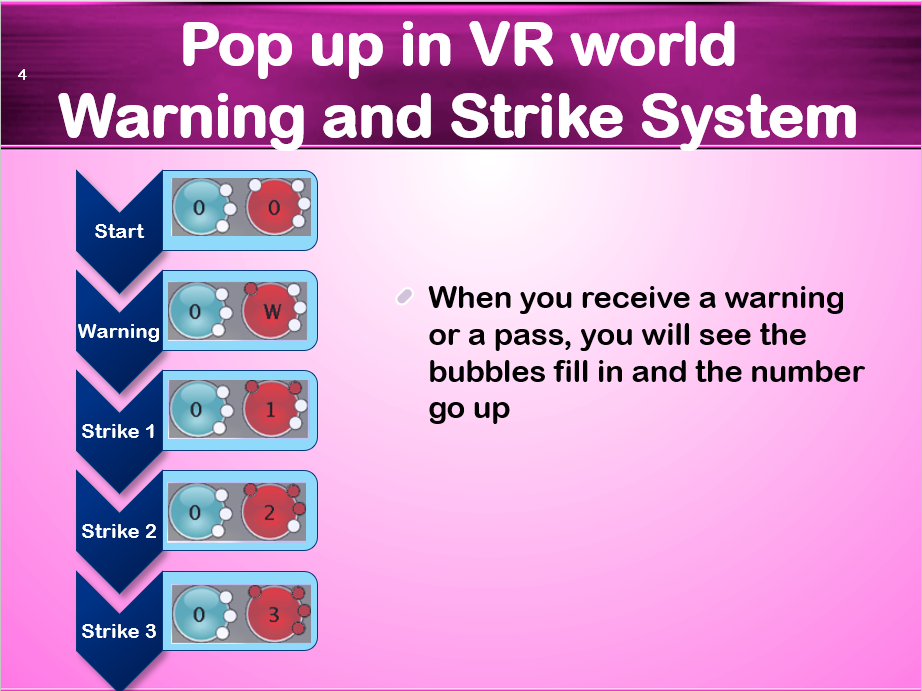 Pop up in VR world
4
Warning and Strike System
Start
0 0
Warning
0 W
Strike 1
0 1
Strike 2
0 2
Strike 3
0 3
When you receive a warning
or a pass, you will see the
bubbles fill in and the number
go up